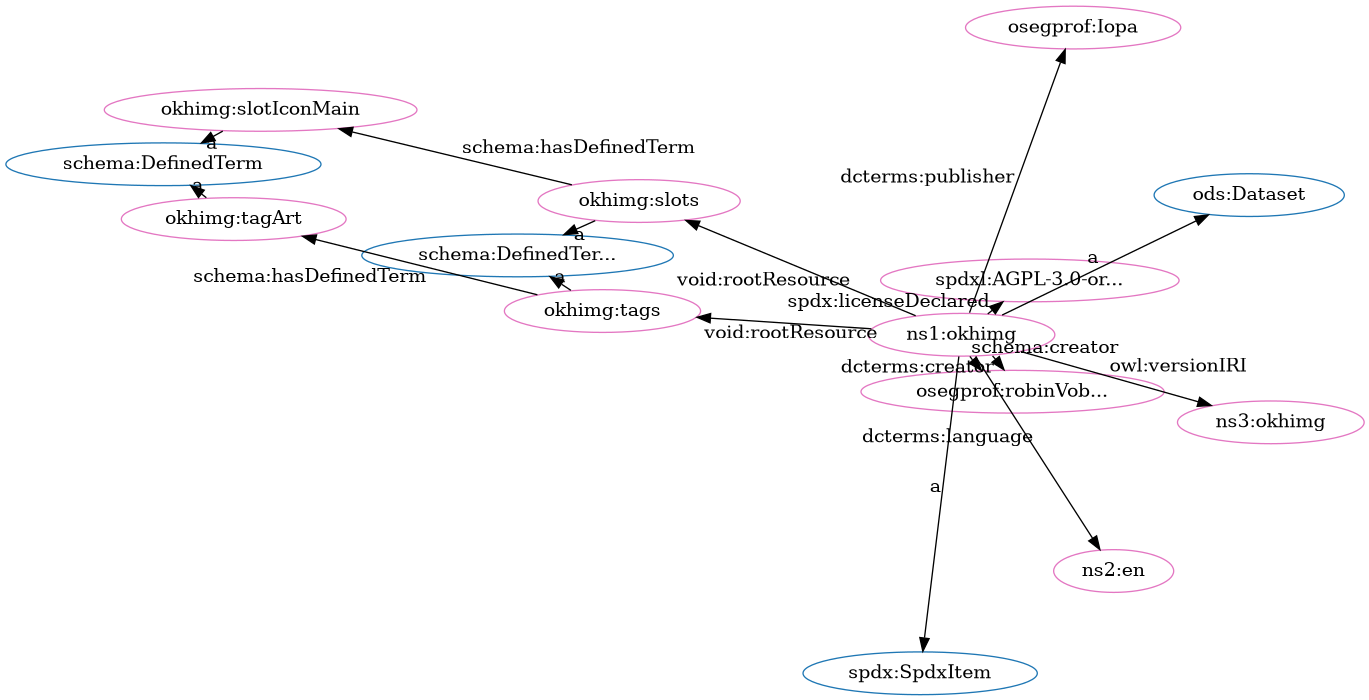 osegprof:Iopa
okhimg:slotIconMain
a
schema:DefinedTerm
schema:hasDefinedTerm
a
dcterms:publisher
ods:Dataset
okhimg:slots
okhimg:tagArt
a
schema:DefinedTer...
a
schema:hasDefinedTerm
a
void:rootResource
spdxl:AGPL-3.0-or...
spdx:licenseDeclared
okhimg:tags
void:rootResource
ns1:okhimg
schema:creator
dcterms:creator
owl:versionIRI
osegprof:robinVob...
ns3:okhimg
dcterms:language
a
ns2:en
spdx:SpdxItem